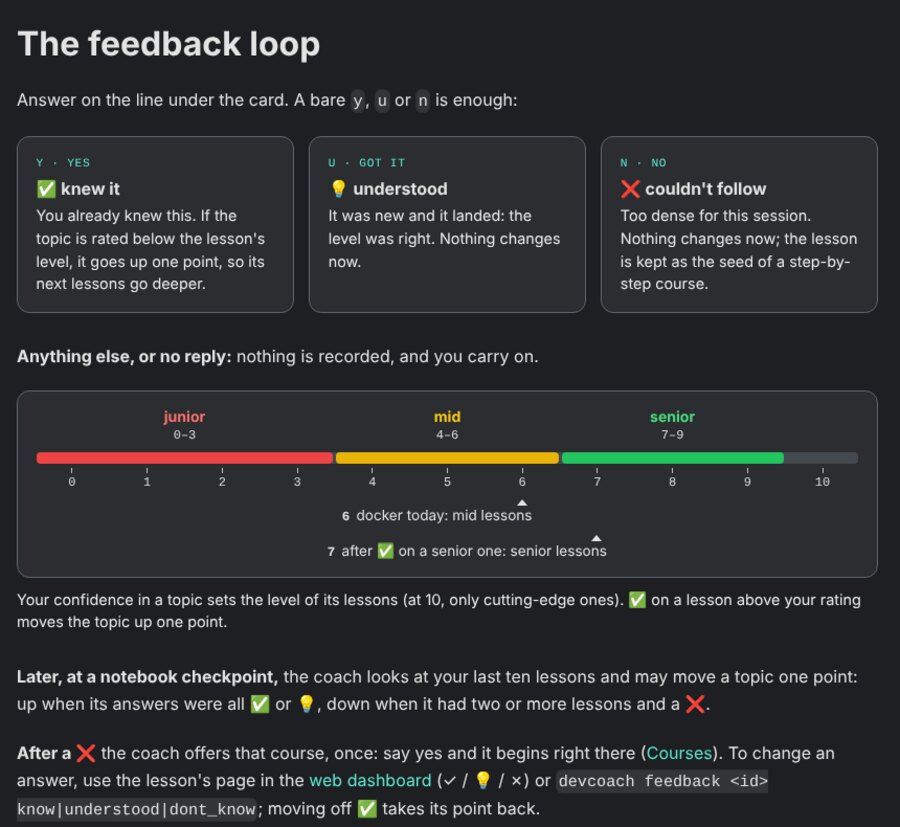 The feedback loop
Answer on the line under the card. A bare y, u or n is enough:
Y · YES
✅ knew it
You already knew this. If the
topic is rated below the lesson's
level, it goes up one point, so its
next lessons go deeper.
U · GOT IT
💡 understood
It was new and it landed: the
level was right. Nothing changes
now.
N · NO
❌ couldn't follow
Too dense for this session.
Nothing changes now; the lesson
is kept as the seed of a step-by-
step course.
Anything else, or no reply: nothing is recorded, and you carry on.
junior
0–3
mid
4–6
senior
7–9
0 1 2 3 4 5 6 7 8 9 10
6 docker today: mid lessons
7 after ✅ on a senior one: senior lessons
Your confidence in a topic sets the level of its lessons (at 10, only cutting-edge ones). ✅ on a lesson above your rating
moves the topic up one point.
Later, at a notebook checkpoint, the coach looks at your last ten lessons and may move a topic one point:
up when its answers were all ✅ or 💡, down when it had two or more lessons and a ❌.
After a ❌ the coach offers that course, once: say yes and it begins right there (Courses). To change an
answer, use the lesson's page in the web dashboard (✓ / 💡 / ×) or devcoach feedback <id>
know|understood|dont_know; moving off ✅ takes its point back.